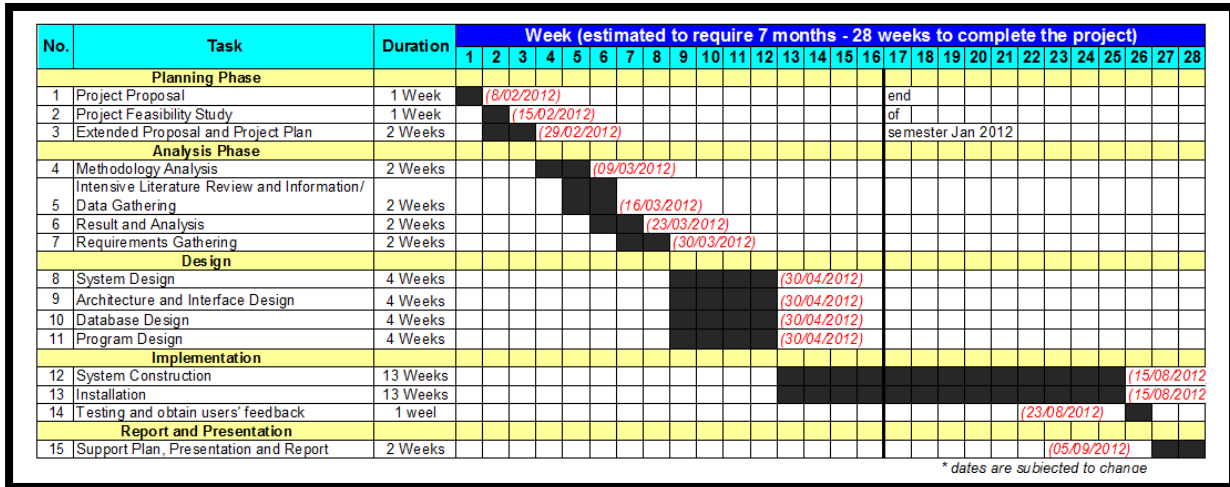 No. Task Duration Week (estimated to require 7 months - 28 weeks to complete the project)
1 2 3 4 5 6 7 8 9 10 11 12 13 14 15 16 17 18 19 20 21 22 23 24 25 26 27 28
Planning Phase
1 Project Proposal 1 Week (8/02/2012) end
2 Project Feasibility Study 1 Week (15/02/2012) of
3 Extended Proposal and Project Plan 2 Weeks (29/02/2012) semester Jan 2012
Analysis Phase
4 Methodology Analysis 2 Weeks (09/03/2012)
Intensive Literature Review and Information/
5 Data Gathering 2 Weeks (16/03/2012)
6 Result and Analysis 2 Weeks (23/03/2012)
7 Requirements Gathering 2 Weeks (30/03/2012)
Design
8 System Design 4 Weeks (30/04/2012)
9 Architecture and Interface Design 4 Weeks (30/04/2012)
10 Database Design 4 Weeks (30/04/2012)
11 Program Design 4 Weeks (30/04/2012)
Implementation
12 System Construction 13 Weeks (15/08/2012
13 Installation 13 Weeks (15/08/2012
14 Testing and obtain users' feedback 1 weel (23/08/2012)
Report and Presentation
15 Support Plan, Presentation and Report 2 Weeks (05/09/2012)
* dates are subjected to change